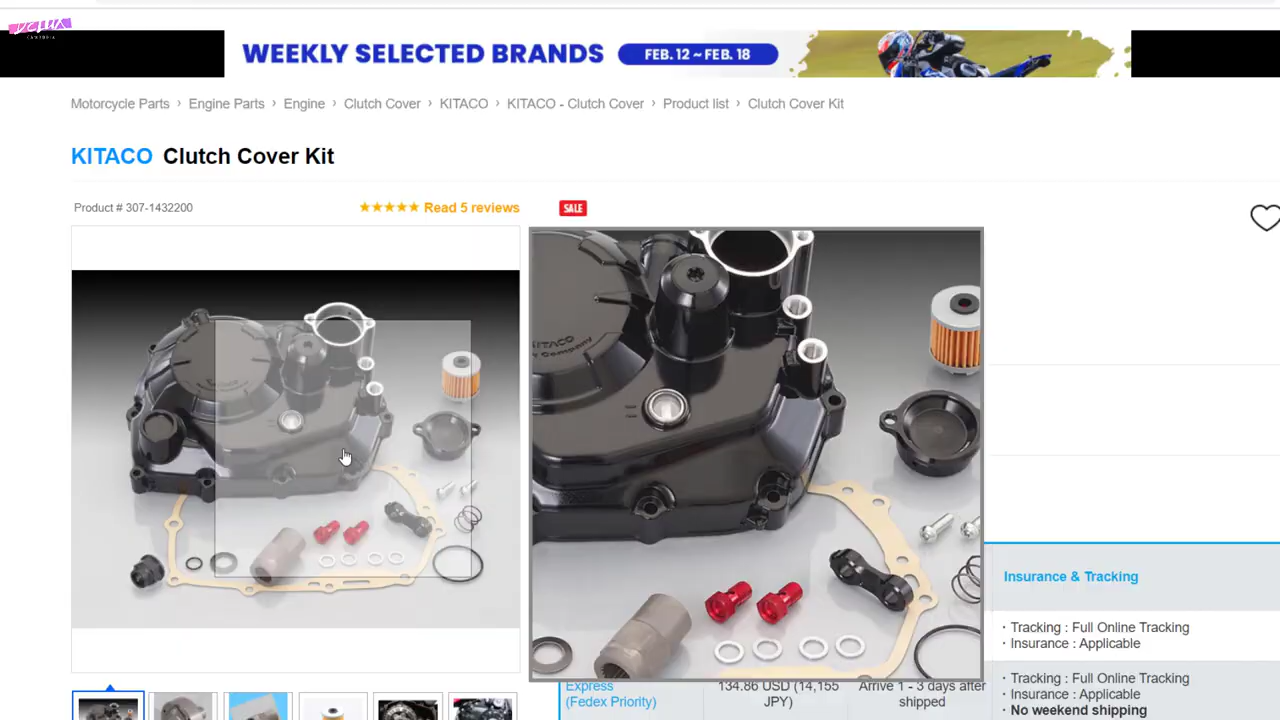 DCLUX
CAMBODIA
WEEKLY SELECTED BRANDS FEB. 12 ~ FEB. 18
Motorcycle Parts › Engine Parts › Engine › Clutch Cover › KITACO › KITACO - Clutch Cover › Product list › Clutch Cover Kit
KITACO Clutch Cover Kit
Product # 307-1432200
★★★★★ Read 5 reviews
SALE
KITACO
Insurance & Tracking
・Tracking : Full Online Tracking
・Insurance : Applicable
Express
(Fedex Priority)
134.86 USD (14,155
JPY)
Arrive 1 - 3 days after
shipped
・Tracking : Full Online Tracking
・Insurance : Applicable
・No weekend shipping